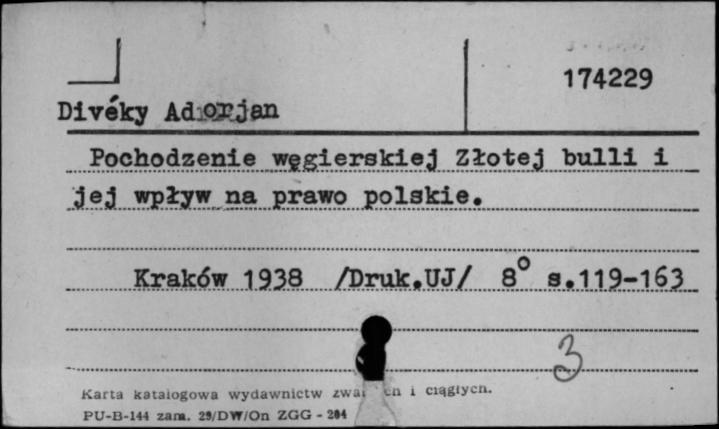 174229
Divéky Adorjan
Pochodzenie węgierskiej Złotej bulli i
jej wpływ na prawo polskie.
Kraków 1938 /Druk.UJ/ 8° s.119-163
3
Karta katalogowa wydawnictw i ciągłych.
PU-B-144 zam. 29/DW/On ZGG - 204